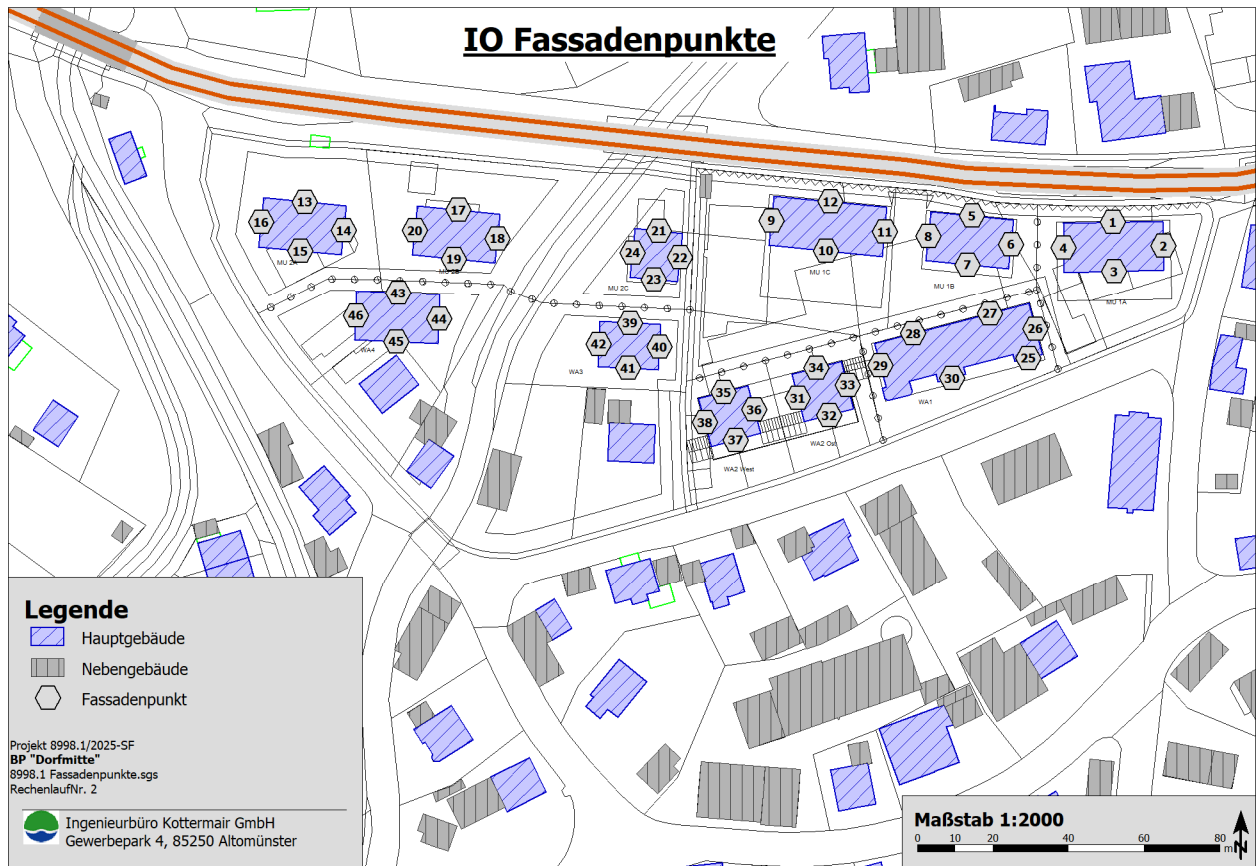 IO Fassadenpunkte
12
13
1
5
17
16
9
2
20
14
21
11
8
6
18
4
24
15
10
22
19
7
3
MU 2A
MU 2B
23
MU 1C
MU 2C
MU 1B
43
MU 1A
27
46
44
39
26
28
45
42
40
WA4
25
41
34
29
WA3
30
33
35
31
WA1
36
32
38
37
WA2 Ost
WA2 West
Legende
Hauptgebäude
Nebengebäude
Fassadenpunkt
Projekt 8998.1/2025-SF
BP "Dorfmitte"
8998.1 Fassadenpunkte.sgs
RechenlaufNr. 2
Ingenieurbüro Kottermair GmbH
Gewerbepark 4, 85250 Altomünster
Maßstab 1:2000
0 10 20 40 60 80
m
N